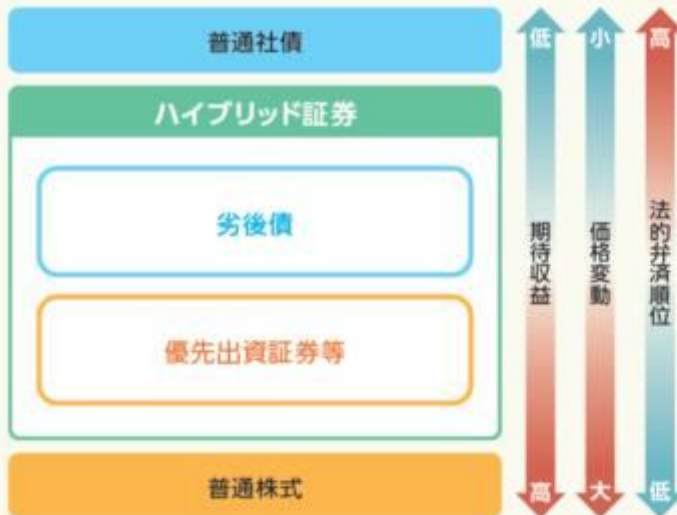 普通社債
ハイブリッド証券
劣後債
優先出資証券等
普通株式
低
期待収益
高
小
価格変動
大
高
法的弁済順位
低